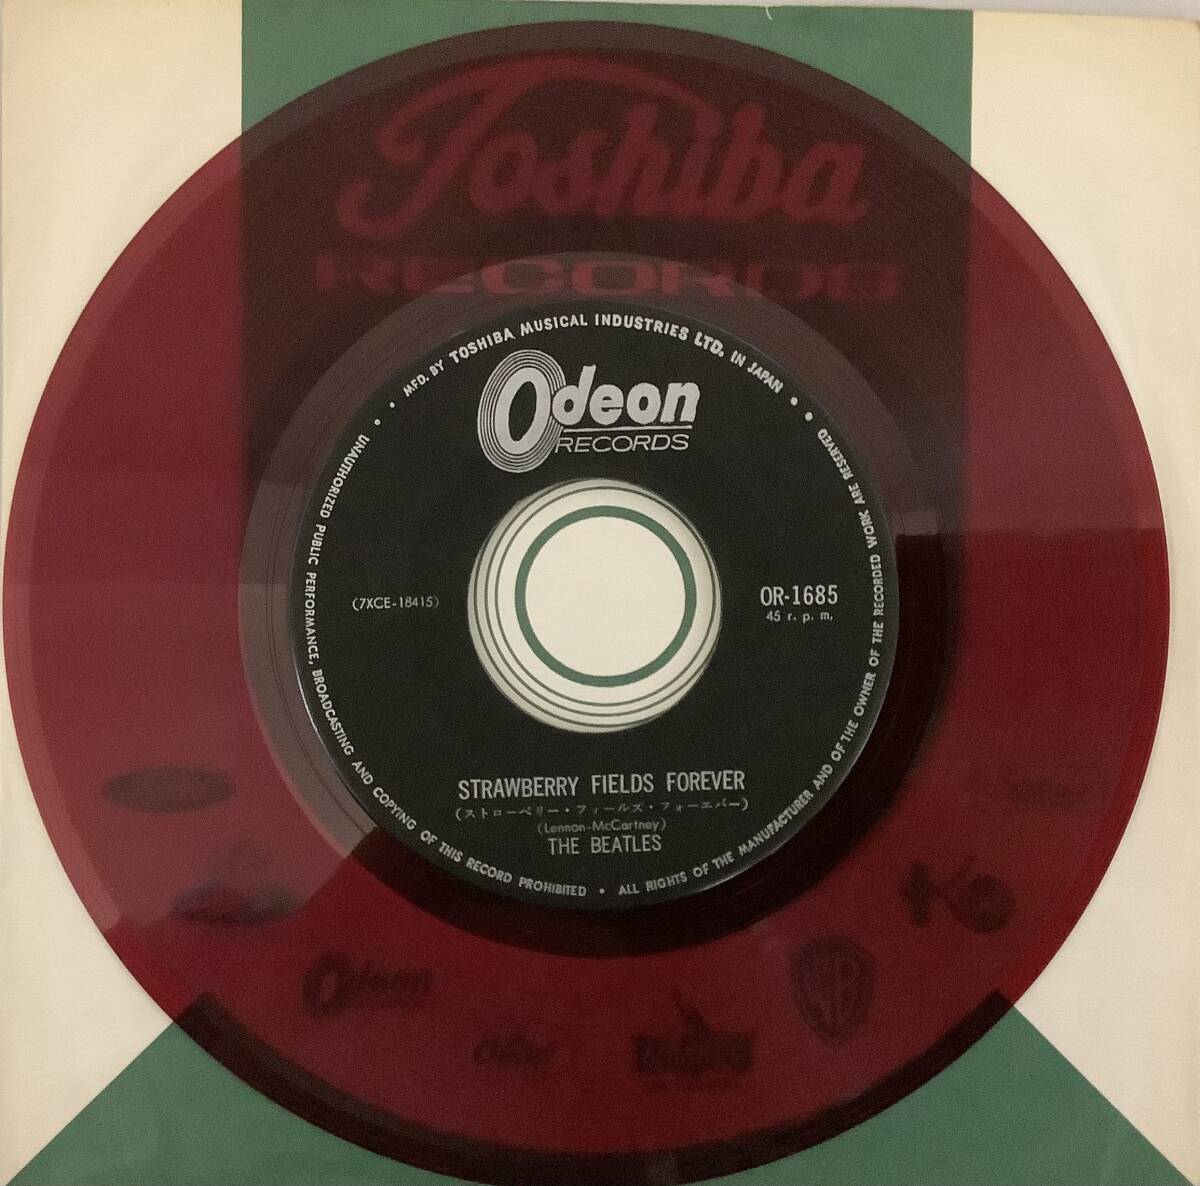 Toshiba
RECORDS
MFD. BY TOSHIBA MUSICAL INDUSTRIES LTD. IN JAPAN
Odeon
RECORDS
(7XCE-18415)
OR-1685
45 r. p. m.
STRAWBERRY FIELDS FOREVER
(ストローベリー・フィールズ・フォーエバー)
(Lennon-McCartney)
THE BEATLES
UNAUTHORIZED PUBLIC PERFORMANCE, BROADCASTING AND COPYING OF THIS RECORD PROHIBITED • ALL RIGHTS OF THE MANUFACTURER AND OF THE OWNER OF THE RECORDED WORK ARE RESERVED
Odeon
WB